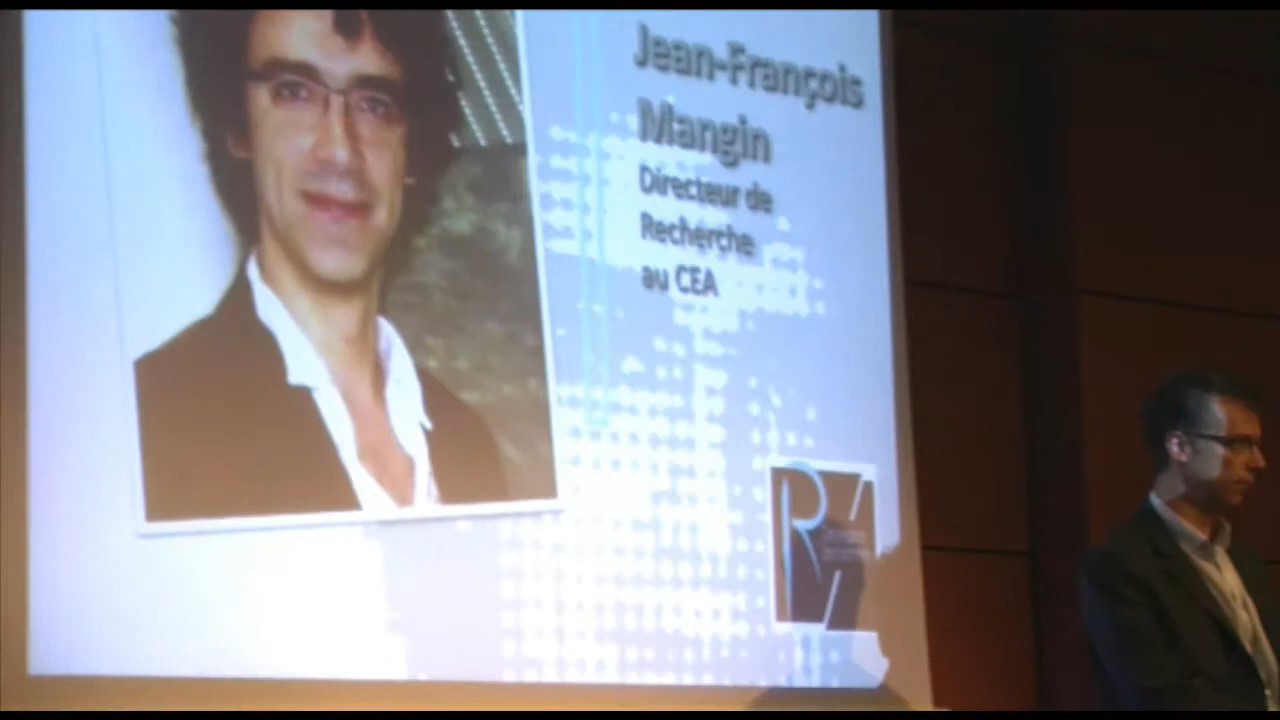 Jean-François
Mangin
Directeur de
Recherche
au CEA